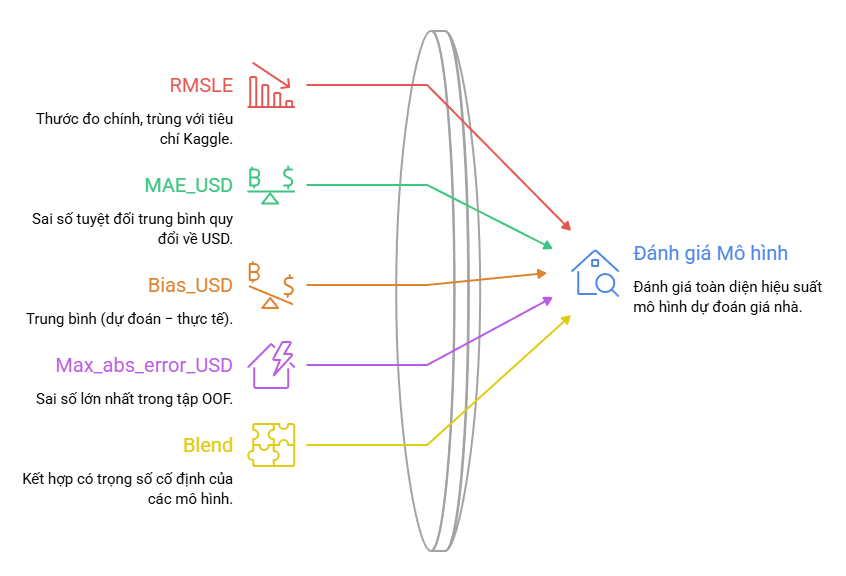 RMSLE
Thước đo chính, trùng với tiêu
chí Kaggle.
MAE_USD
Sai số tuyệt đối trung bình quy
đổi về USD.
Bias_USD
Trung bình (dự đoán − thực tế).
Max_abs_error_USD
Sai số lớn nhất trong tập OOF.
Blend
Kết hợp có trọng số cố định của
các mô hình.
Đánh giá Mô hình
Đánh giá toàn diện hiệu suất
mô hình dự đoán giá nhà.